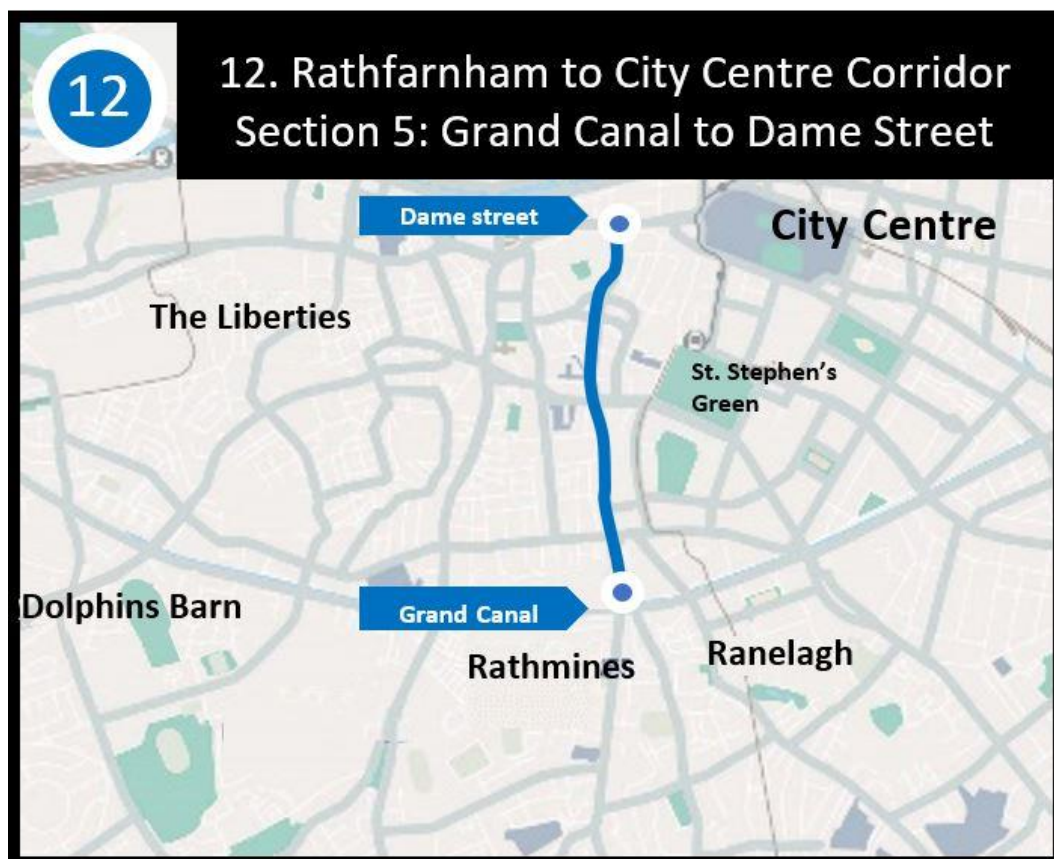 12
12. Rathfarnham to City Centre Corridor
Section 5: Grand Canal to Dame Street
Dame street
City Centre
The Liberties
St. Stephen's
Green
Dolphins Barn
Grand Canal
Rathmines
Ranelagh